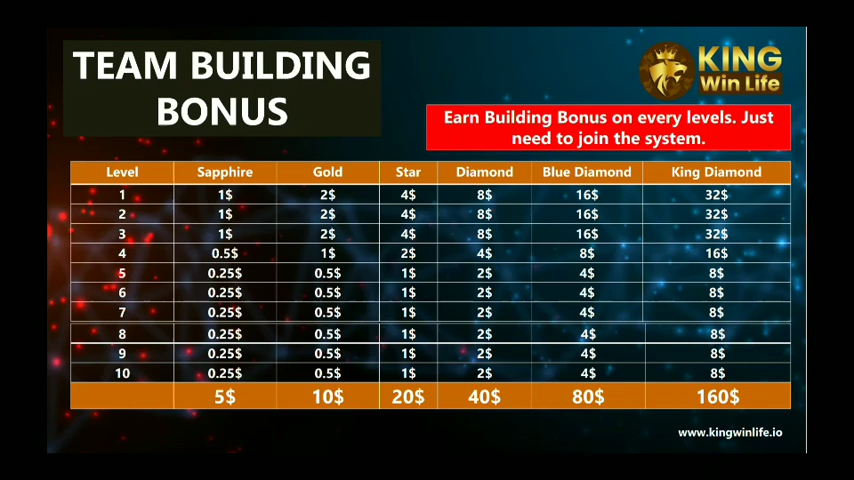 TEAM BUILDING
BONUS
KING
Win Life
Earn Building Bonus on every levels. Just
need to join the system.
Level Sapphire Gold Star Diamond Blue Diamond King Diamond
1 1$ 2$ 4$ 8$ 16$ 32$
2 1$ 2$ 4$ 8$ 16$ 32$
3 1$ 2$ 4$ 8$ 16$ 32$
4 0.5$ 1$ 2$ 4$ 8$ 16$
5 0.25$ 0.5$ 1$ 2$ 4$ 8$
6 0.25$ 0.5$ 1$ 2$ 4$ 8$
7 0.25$ 0.5$ 1$ 2$ 4$ 8$
8 0.25$ 0.5$ 1$ 2$ 4$ 8$
9 0.25$ 0.5$ 1$ 2$ 4$ 8$
10 0.25$ 0.5$ 1$ 2$ 4$ 8$
5$ 10$ 20$ 40$ 80$ 160$
www.kingwinlife.io